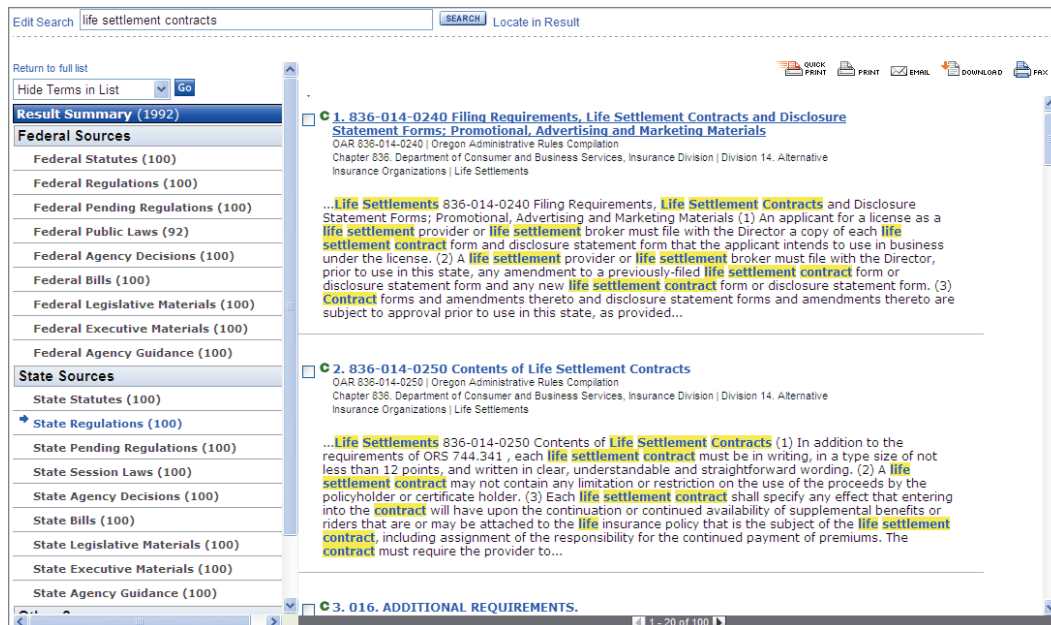 Edit Search life settlement contracts SEARCH Locate in Result
Return to full list
Hide Terms in List Go
Result Summary (1992)
Federal Sources
Federal Statutes (100)
Federal Regulations (100)
Federal Pending Regulations (100)
Federal Public Laws (92)
Federal Agency Decisions (100)
Federal Bills (100)
Federal Legislative Materials (100)
Federal Executive Materials (100)
Federal Agency Guidance (100)
State Sources
State Statutes (100)
State Regulations (100)
State Pending Regulations (100)
State Session Laws (100)
State Agency Decisions (100)
State Bills (100)
State Legislative Materials (100)
State Executive Materials (100)
State Agency Guidance (100)
QUICK PRINT PRINT EMAIL DOWNLOAD FAX
C 1. 836-014-0240 Filing Requirements, Life Settlement Contracts and Disclosure
Statement Forms; Promotional, Advertising and Marketing Materials
OAR 836-014-0240 | Oregon Administrative Rules Compilation
Chapter 836. Department of Consumer and Business Services, Insurance Division | Division 14. Alternative
Insurance Organizations | Life Settlements
...Life Settlements 836-014-0240 Filing Requirements, Life Settlement Contracts and Disclosure
Statement Forms; Promotional, Advertising and Marketing Materials (1) An applicant for a license as a
life settlement provider or life settlement broker must file with the Director a copy of each life
settlement contract form and disclosure statement form that the applicant intends to use in business
under the license. (2) A life settlement provider or life settlement broker must file with the Director,
prior to use in this state, any amendment to a previously-filed life settlement contract form or
disclosure statement form and any new life settlement contract form or disclosure statement form. (3)
Contract forms and amendments thereto and disclosure statement forms and amendments thereto are
subject to approval prior to use in this state, as provided...
C 2. 836-014-0250 Contents of Life Settlement Contracts
OAR 836-014-0250 | Oregon Administrative Rules Compilation
Chapter 836. Department of Consumer and Business Services, Insurance Division | Division 14. Alternative
Insurance Organizations | Life Settlements
...Life Settlements 836-014-0250 Contents of Life Settlement Contracts (1) In addition to the
requirements of ORS 744.341 , each life settlement contract must be in writing, in a type size of not
less than 12 points, and written in clear, understandable and straightforward wording. (2) A life
settlement contract may not contain any limitation or restriction on the use of the proceeds by the
policyholder or certificate holder. (3) Each life settlement contract shall specify any effect that entering
into the contract will have upon the continuation or continued availability of supplemental benefits or
riders that are or may be attached to the life insurance policy that is the subject of the life settlement
contract, including assignment of the responsibility for the continued payment of premiums. The
contract must require the provider to...
C 3. 016. ADDITIONAL REQUIREMENTS.
1 - 20 of 100